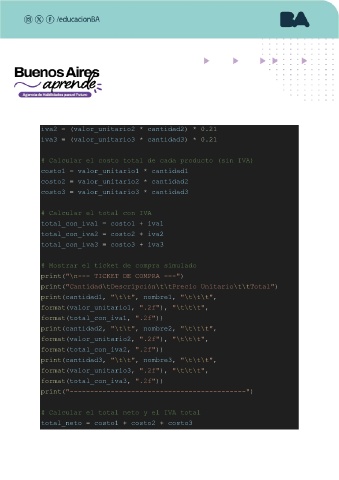 /educacionBA
BA
Buenos Aires
aprende
Agencia de Habilidades para el Futuro
iva2 = (valor_unitario2 * cantidad2) * 0.21
iva3 = (valor_unitario3 * cantidad3) * 0.21
# Calcular el costo total de cada producto (sin IVA)
costo1 = valor_unitario1 * cantidad1
costo2 = valor_unitario2 * cantidad2
costo3 = valor_unitario3 * cantidad3
# Calcular el total con IVA
total_con_iva1 = costo1 + iva1
total_con_iva2 = costo2 + iva2
total_con_iva3 = costo3 + iva3
# Mostrar el ticket de compra simulado
print("\n--- TICKET DE COMPRA ---")
print("Cantidad\tDescripción\t\tPrecio Unitario\t\tTotal")
print(cantidad1, "\t\t", nombre1, "\t\t\t",
format(valor_unitario1, ".2f"), "\t\t\t",
format(total_con_iva1, ".2f"))
print(cantidad2, "\t\t", nombre2, "\t\t\t",
format(valor_unitario2, ".2f"), "\t\t\t",
format(total_con_iva2, ".2f"))
print(cantidad3, "\t\t", nombre3, "\t\t\t",
format(valor_unitario3, ".2f"), "\t\t\t",
format(total_con_iva3, ".2f"))
print("------------------------------------------")
# Calcular el total neto y el IVA total
total_neto = costo1 + costo2 + costo3